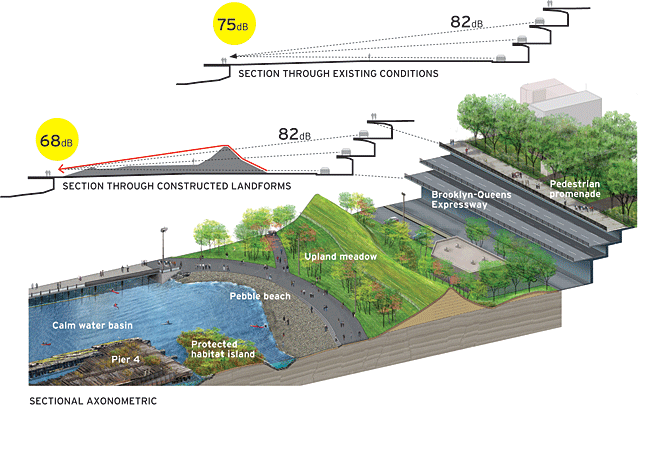 75dB
82dB
SECTION THROUGH EXISTING CONDITIONS
68dB
82dB
SECTION THROUGH CONSTRUCTED LANDFORMS
Brooklyn-Queens
Expressway
Pedestrian
promenade
Upland meadow
Pebble beach
Calm water basin
Protected
habitat island
Pier 4
SECTIONAL AXONOMETRIC